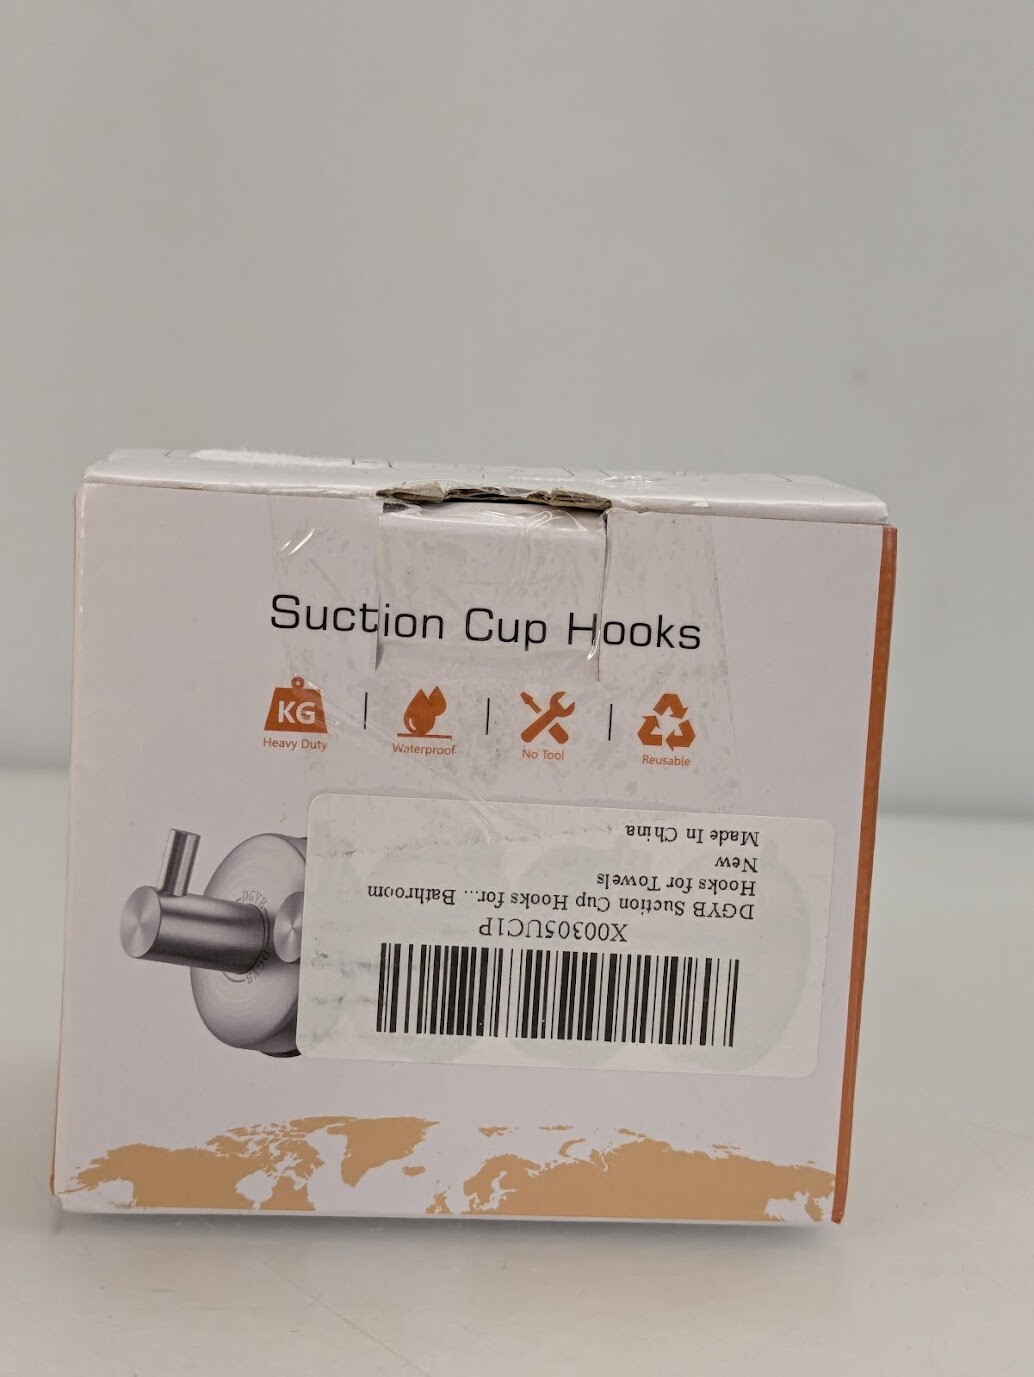 Suction Cup Hooks
KG
Heavy Duty
Waterproof
No Tool
Reusable
DGYB
X00305UC1P
DGYB Suction Cup Hooks for... Bathroom
Hooks for Towels
New
Made In China